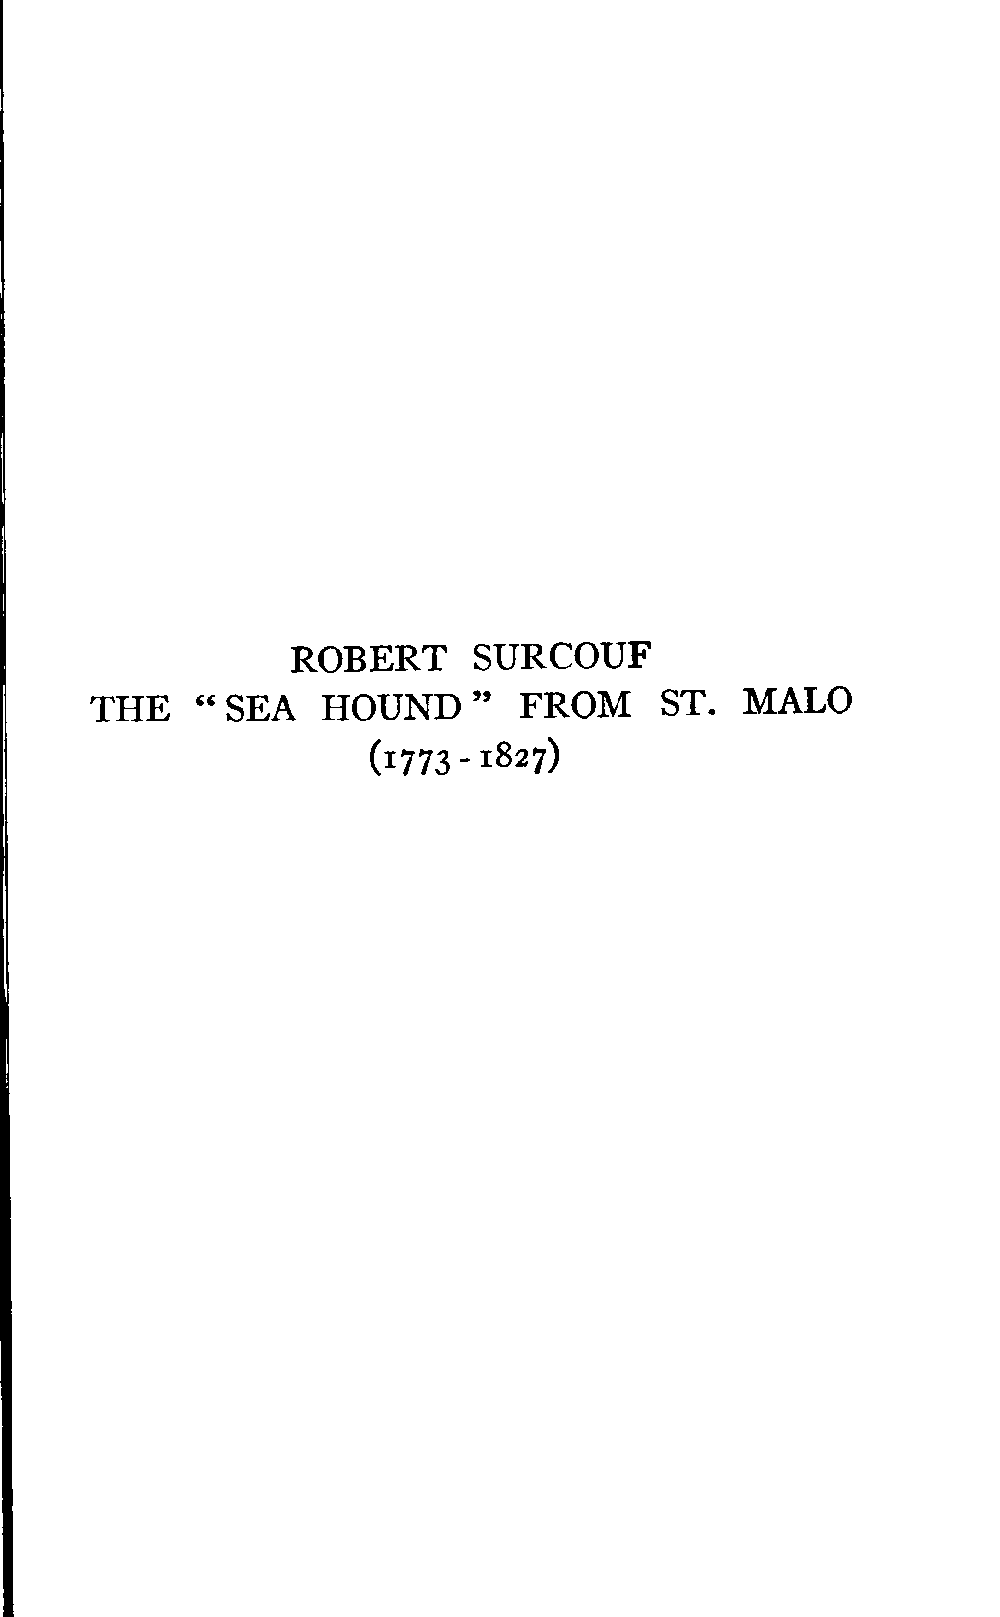 ROBERT SURCOUF
THE “SEA HOUND” FROM ST. MALO
(1773-1827)